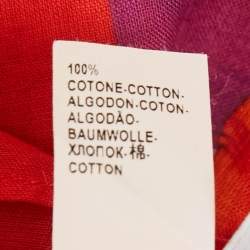 100%
COTONE-COTTON-
ALGODON-COTON-
ALGODÃO-
BAUMWOLLE-
ХЛОПОК-棉-
COTTON